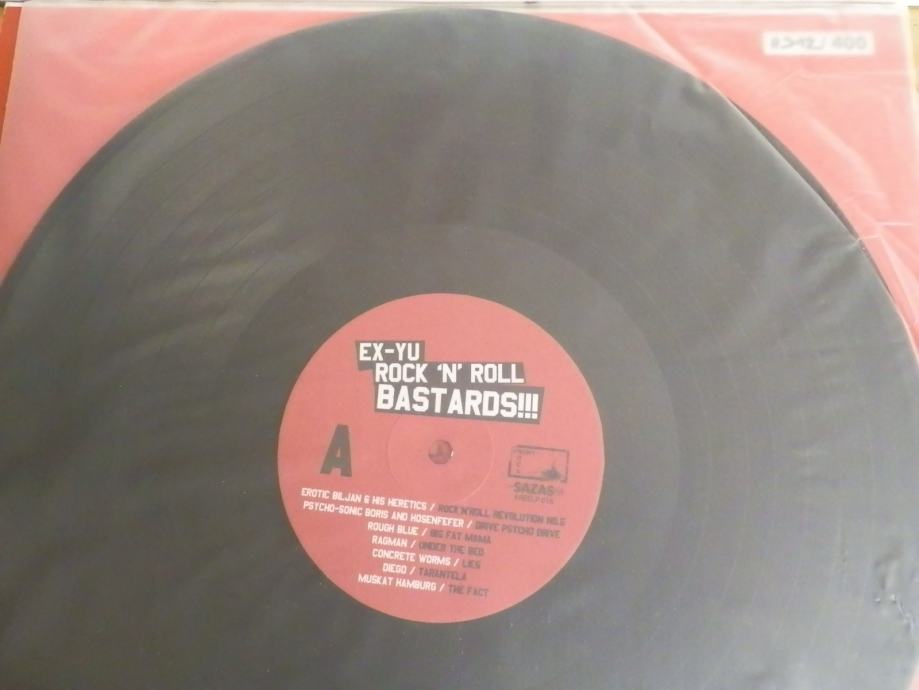 / 400
EX-YU
ROCK 'N' ROLL
BASTARDS!!!
A
SAZAS
EROTIC BILJAN & HIS HERETICS / ROCK'N'ROLL REVOLUTION NO.5
PSYCHO-SONIC BORIS AND KOSENFEFER / DRIVE PSYCHO DRIVE
ROUGH BLUE / BIG FAT MAMA
RAGMAN / UNDER THE BED
CONCRETE WORMS / LIES
DIEGO / TARANTELA
MUSKAT HAMBURG / THE FACT